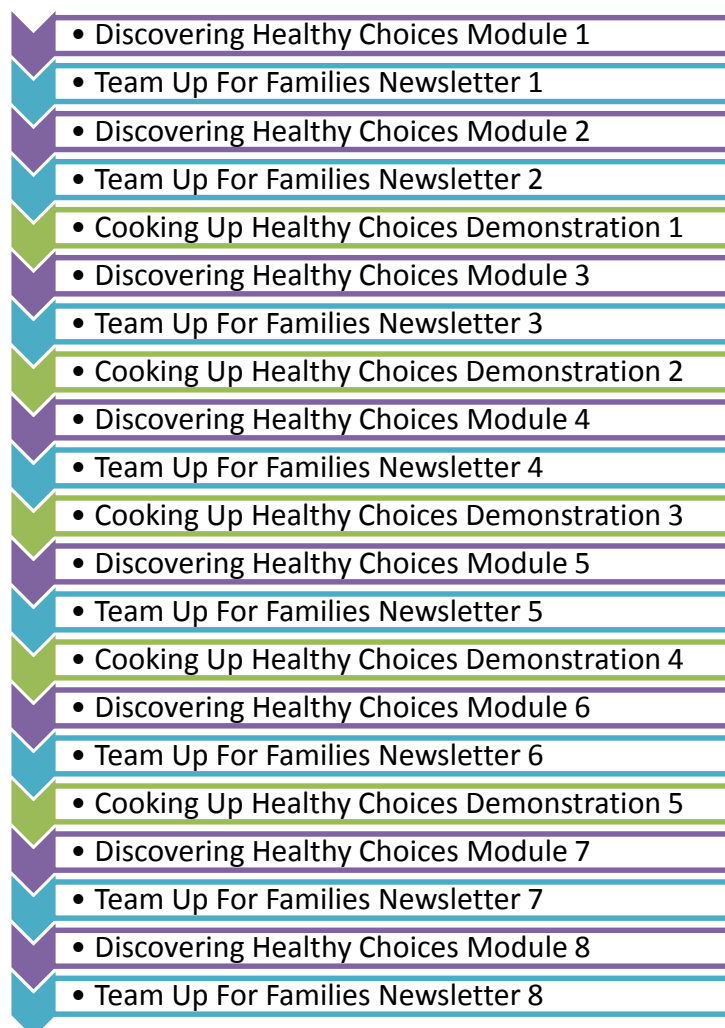 • Discovering Healthy Choices Module 1
• Team Up For Families Newsletter 1
• Discovering Healthy Choices Module 2
• Team Up For Families Newsletter 2
• Cooking Up Healthy Choices Demonstration 1
• Discovering Healthy Choices Module 3
• Team Up For Families Newsletter 3
• Cooking Up Healthy Choices Demonstration 2
• Discovering Healthy Choices Module 4
• Team Up For Families Newsletter 4
• Cooking Up Healthy Choices Demonstration 3
• Discovering Healthy Choices Module 5
• Team Up For Families Newsletter 5
• Cooking Up Healthy Choices Demonstration 4
• Discovering Healthy Choices Module 6
• Team Up For Families Newsletter 6
• Cooking Up Healthy Choices Demonstration 5
• Discovering Healthy Choices Module 7
• Team Up For Families Newsletter 7
• Discovering Healthy Choices Module 8
• Team Up For Families Newsletter 8